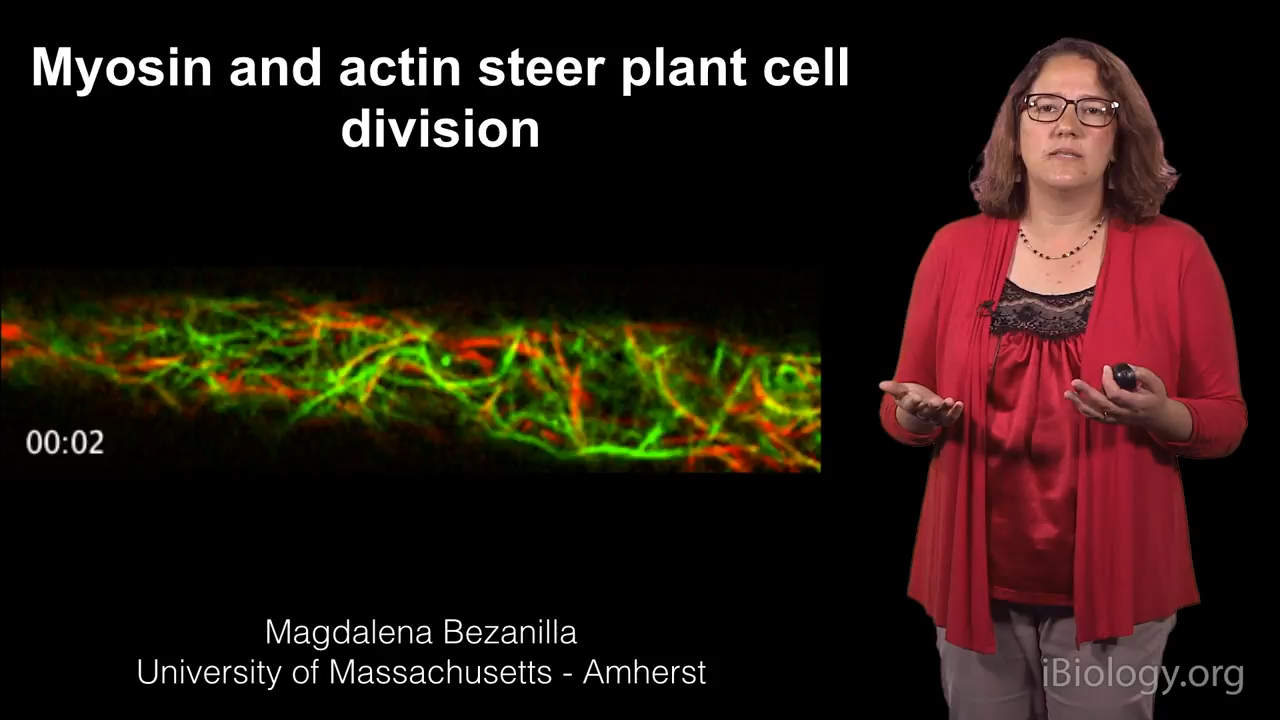 Myosin and actin steer plant cell
division
00:02
Magdalena Bezanilla
University of Massachusetts - Amherst
iBiology.org